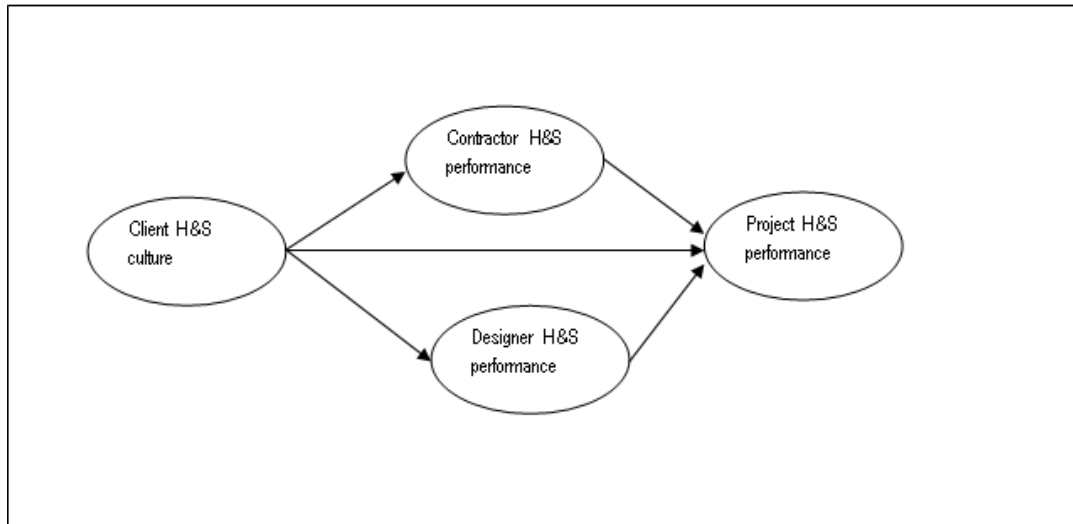 Contractor H&S
performance
Client H&S
culture
Project H&S
performance
Designer H&S
performance